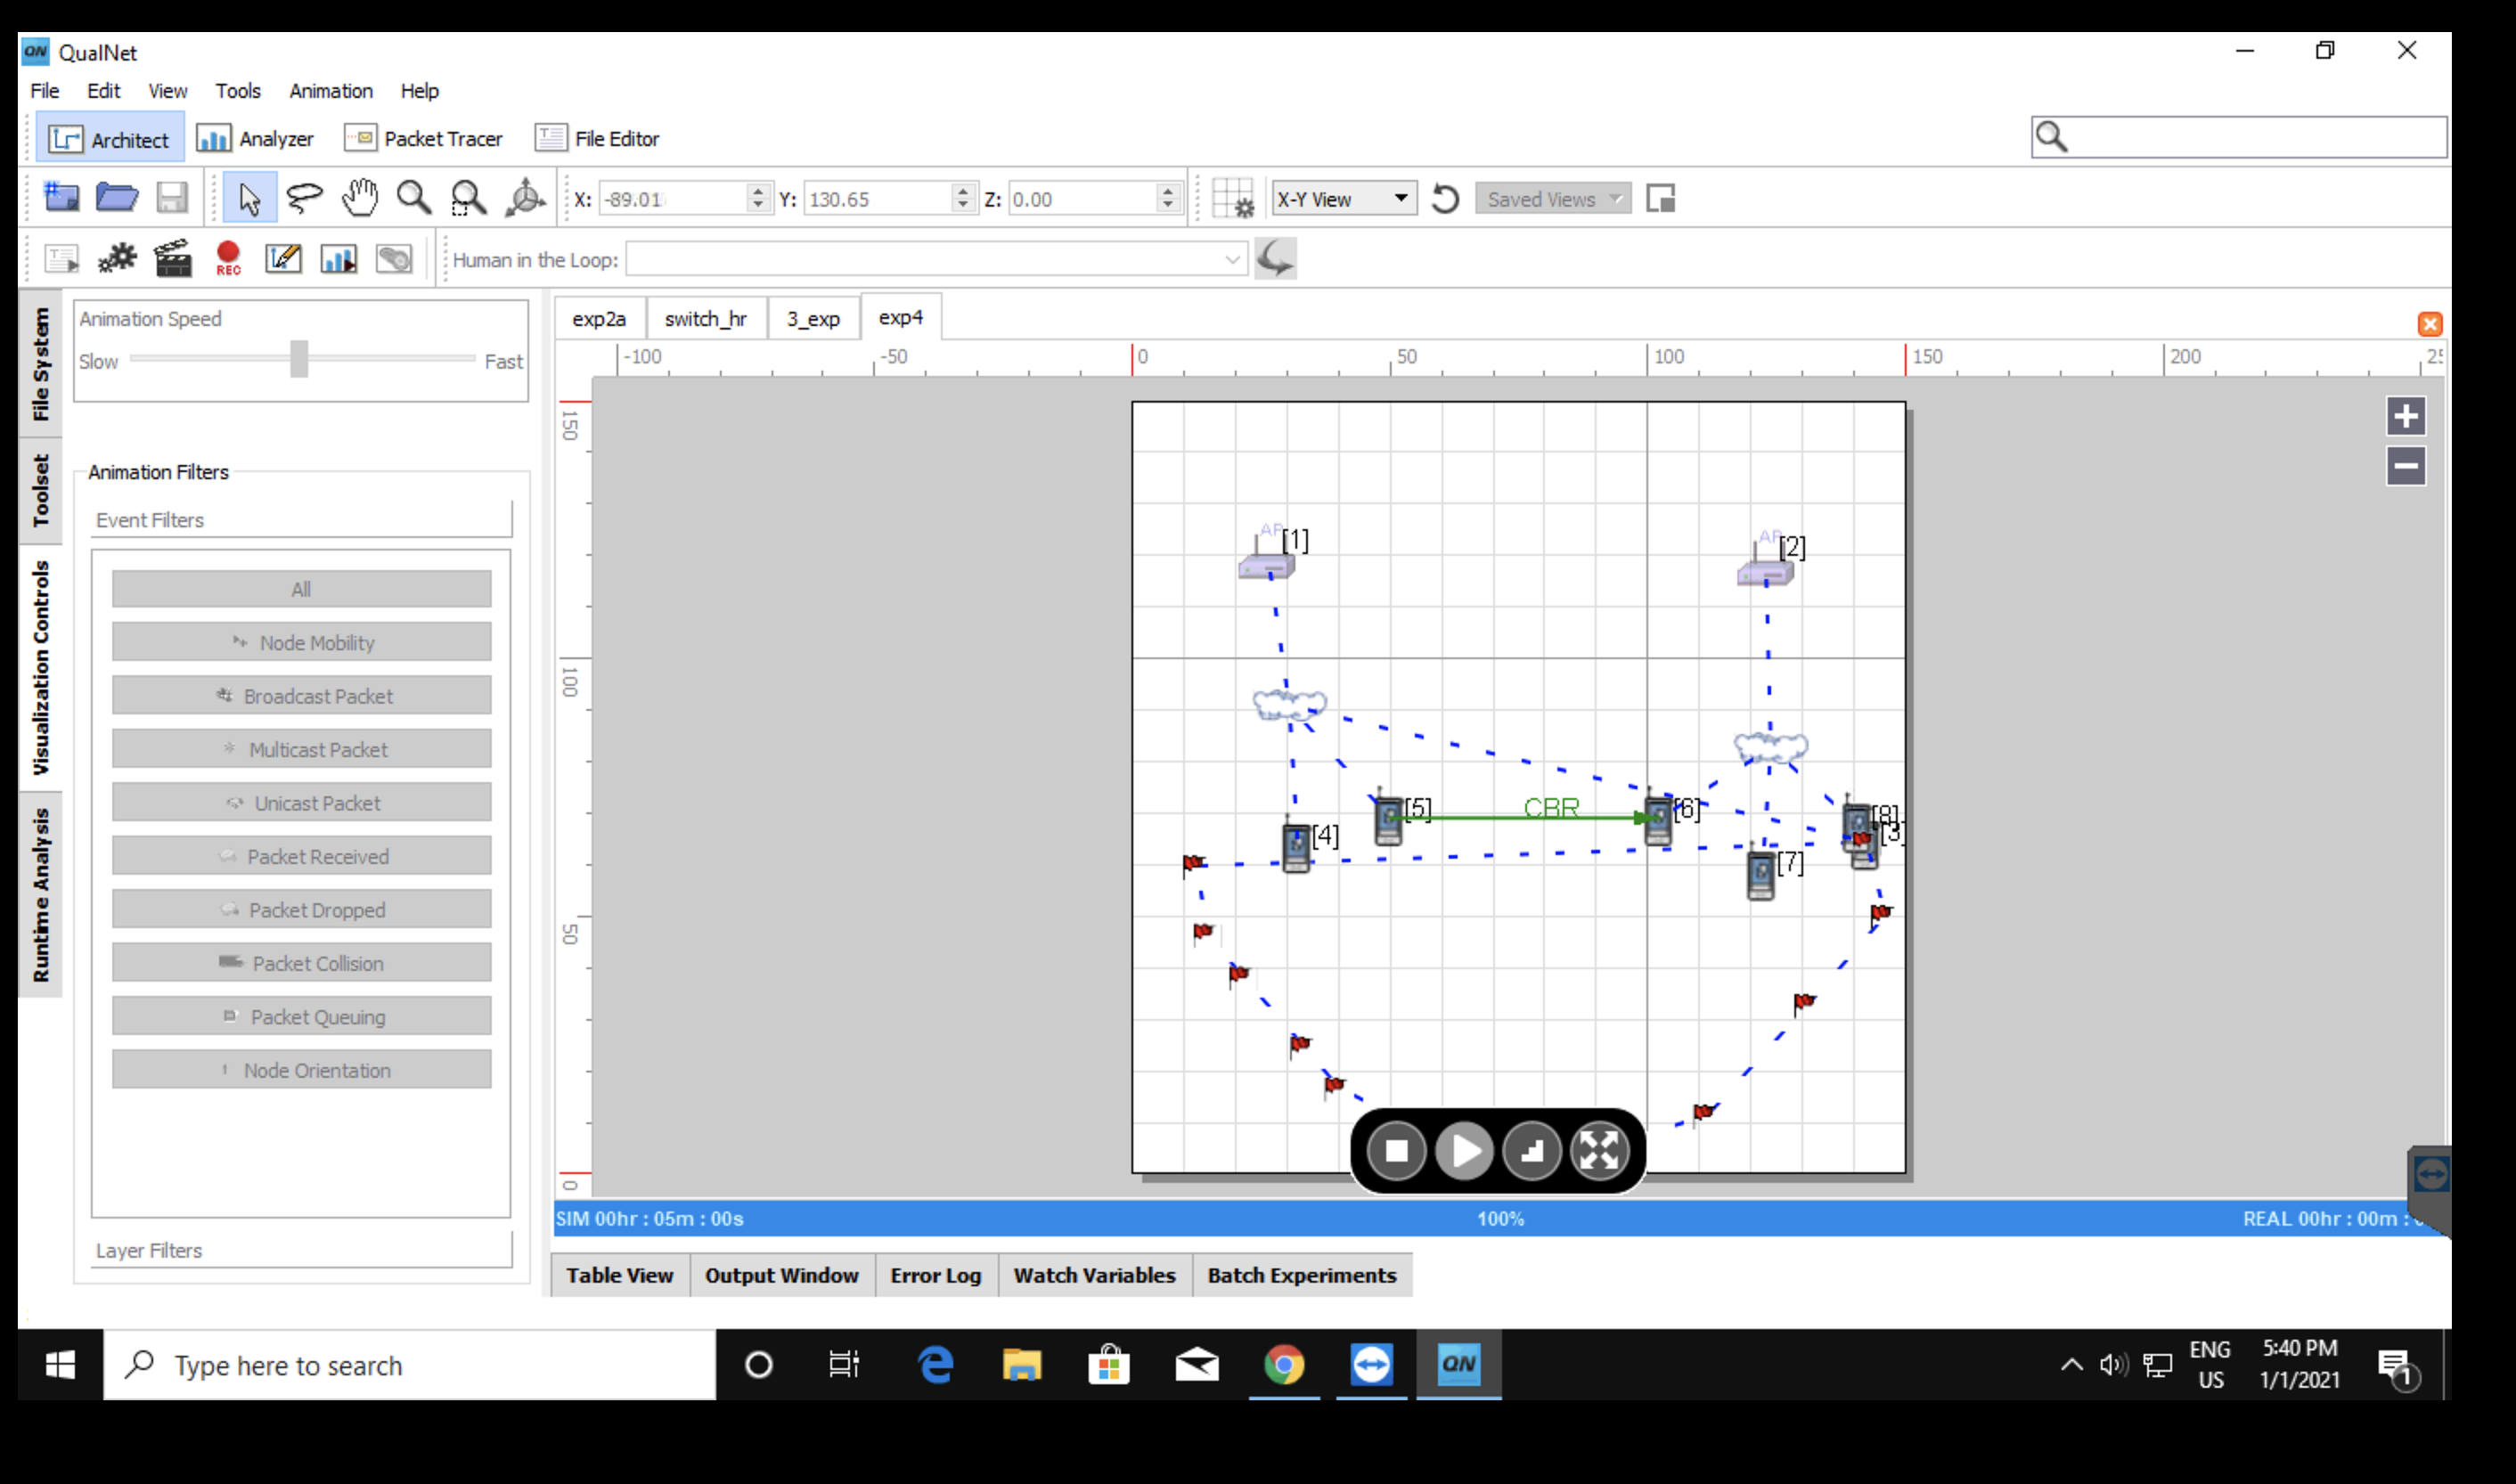 QN QualNet
File Edit View Tools Animation Help
Architect Analyzer Packet Tracer File Editor
X: -89.01 Y: 130.65 Z: 0.00 X-Y View Saved Views
REC Human in the Loop:
File System
Toolset
Visualization Controls
Runtime Analysis
Animation Speed
Slow Fast
Animation Filters
Event Filters
All
Node Mobility
Broadcast Packet
Multicast Packet
Unicast Packet
Packet Received
Packet Dropped
Packet Collision
Packet Queuing
Node Orientation
Layer Filters
exp2a switch_hr 3_exp exp4
-100 -50 0 50 100 150 200
150
100
50
0
AP [1]
AP [2]
[5] CBR [6]
[4]
[8]
[3
[7]
SIM 00hr : 05m : 00s 100% REAL 00hr : 00m :
Table View Output Window Error Log Watch Variables Batch Experiments
Type here to search
QN
ENG
US
5:40 PM
1/1/2021
1